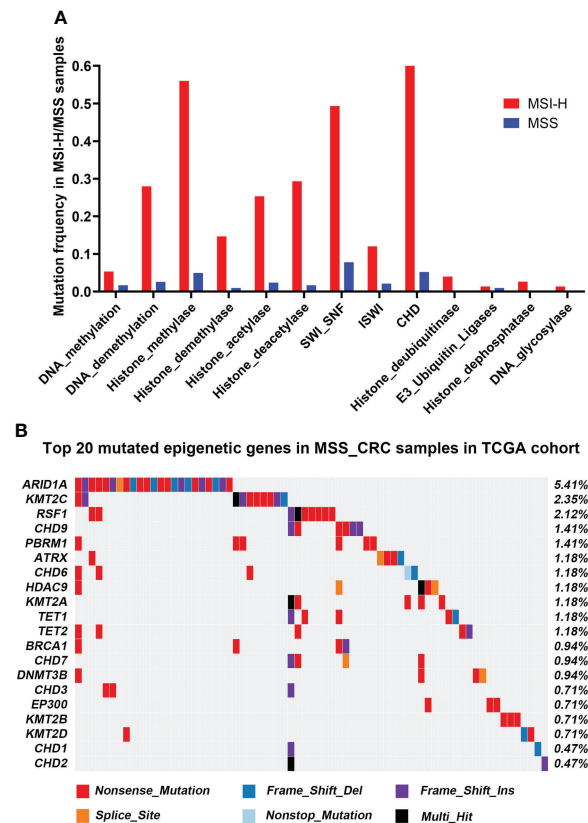 A
Mutation frquency in MSI-H/MSS samples
0.6
0.5
0.4
0.3
0.2
0.1
0.0
MSI-H
MSS
DNA_methylation
DNA_demethylation
Histone_methylase
Histone_demethylase
Histone_acetylase
Histone_deacetylase
SWI_SNF
ISWI
CHD
Histone_deubiquitinase
E3_Ubiquitin_Ligases
Histone_dephosphatase
DNA_glycosylase
B
Top 20 mutated epigenetic genes in MSS_CRC samples in TCGA cohort
ARID1A 5.41%
KMT2C 2.35%
RSF1 2.12%
CHD9 1.41%
PBRM1 1.41%
ATRX 1.18%
CHD6 1.18%
HDAC9 1.18%
KMT2A 1.18%
TET1 1.18%
TET2 1.18%
BRCA1 0.94%
CHD7 0.94%
DNMT3B 0.94%
CHD3 0.71%
EP300 0.71%
KMT2B 0.71%
KMT2D 0.71%
CHD1 0.47%
CHD2 0.47%
Nonsense_Mutation Frame_Shift_Del Frame_Shift_Ins
Splice_Site Nonstop_Mutation Multi_Hit